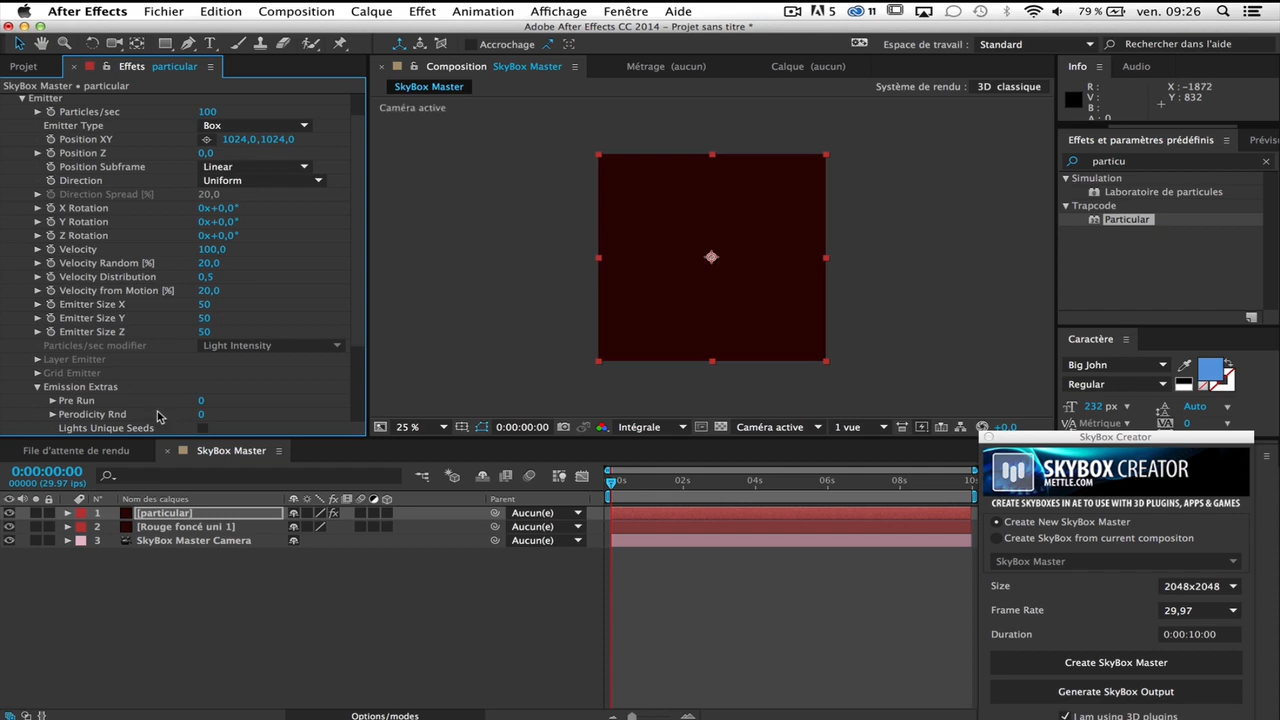 After Effects Fichier Edition Composition Calque Effet Animation Affichage Fenêtre Aide 5 11 79 % ven. 09:26
Adobe After Effects CC 2014 - Projet sans titre *
Accrochage Espace de travail : Standard Rechercher dans l'aide
Projet Effets particular Composition SkyBox Master Métrage (aucun) Calque (aucun) Info Audio
SkyBox Master • particular
SkyBox Master Système de rendu : 3D classique
Caméra active
R : X : -1872
V : Y : 832
B :
A : 0
Emitter
Particles/sec 100
Emitter Type Box
Position XY 1024,0,1024,0
Position Z 0,0
Position Subframe Linear
Direction Uniform
Direction Spread [%] 20,0
X Rotation 0x+0,0°
Y Rotation 0x+0,0°
Z Rotation 0x+0,0°
Velocity 100,0
Velocity Random [%] 20,0
Velocity Distribution 0,5
Velocity from Motion [%] 20,0
Emitter Size X 50
Emitter Size Y 50
Emitter Size Z 50
Particles/sec modifier Light Intensity
Layer Emitter
Grid Emitter
Emission Extras
Pre Run 0
Perodicity Rnd 0
Lights Unique Seeds
Effets et paramètres prédéfinis Prévis
particu
Simulation
Laboratoire de particules
Trapcode
Particular
Caractère
Big John
Regular
232 px Auto
Métrique 0
25 % 0:00:00:00 Intégrale Caméra active 1 vue +0,0
File d'attente de rendu SkyBox Master
0:00:00:00
00000 (29.97 ips)
N° Nom des calques Parent
1 [particular] Aucun(e)
2 [Rouge foncé uni 1] Aucun(e)
3 SkyBox Master Camera Aucun(e)
0s 02s 04s 06s 08s 10s
Options/modes
SkyBox Creator
SKYBOX CREATOR
METTLE.COM
CREATE SKYBOXES IN AE TO USE WITH 3D PLUGINS, APPS & GAMES
Create New SkyBox Master
Create SkyBox from current compositon
SkyBox Master
Size 2048x2048
Frame Rate 29,97
Duration 0:00:10:00
Create SkyBox Master
Generate SkyBox Output
I am using 3D plugins